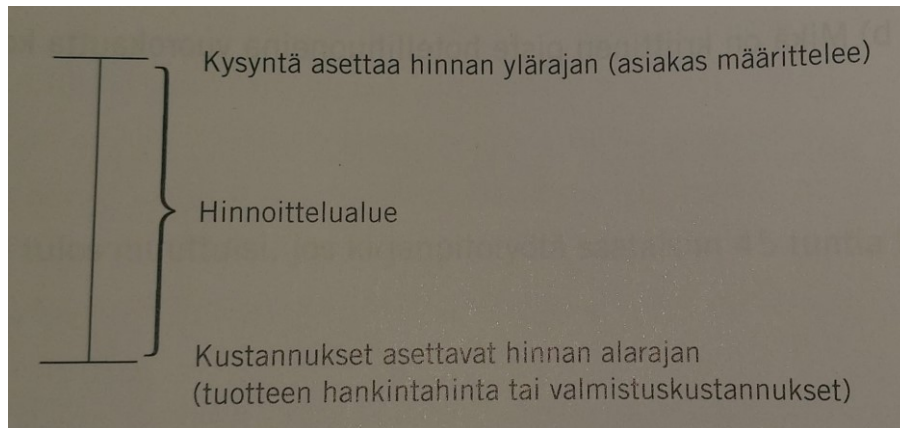 Kysyntä asettaa hinnan ylärajan (asiakas määrittelee)
Hinnoittelualue
Kustannukset asettavat hinnan alarajan
(tuotteen hankintahinta tai valmistuskustannukset)